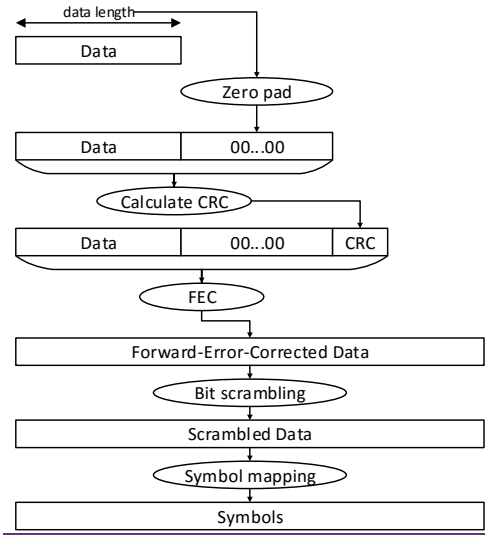 data length
Data
Zero pad
Data 00...00
Calculate CRC
Data 00...00 CRC
FEC
Forward-Error-Corrected Data
Bit scrambling
Scrambled Data
Symbol mapping
Symbols